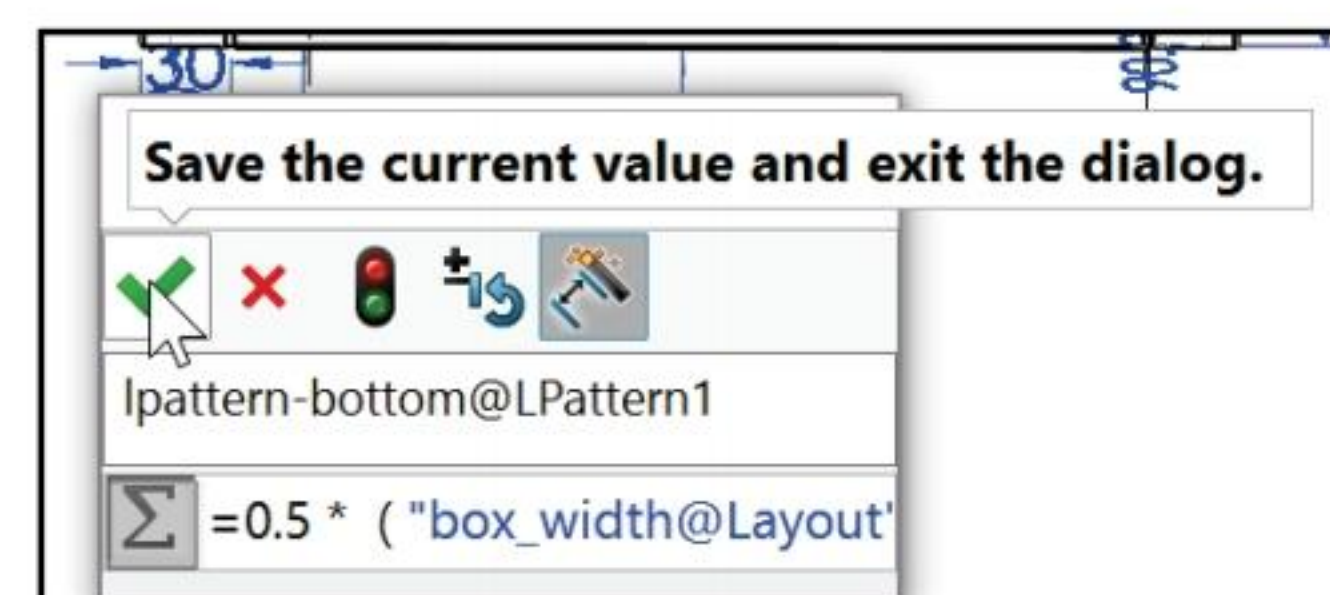 30
Save the current value and exit the dialog.
lpattern-bottom@LPattern1
=0.5 * ( "box_width@Layout"